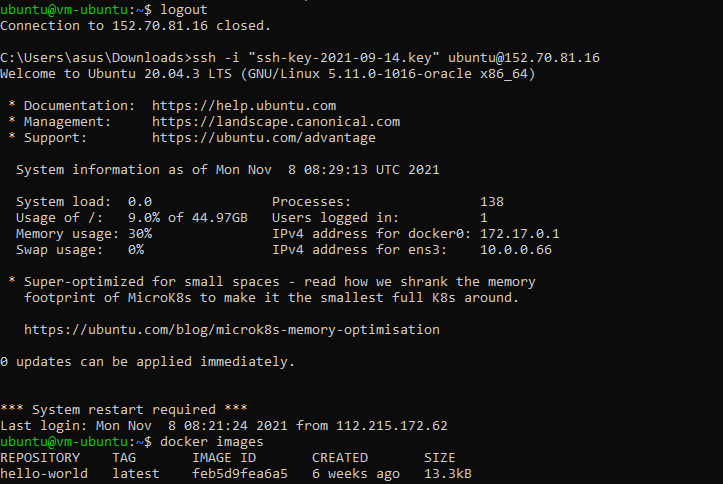 ubuntu@vm-ubuntu:~$ logout
Connection to 152.70.81.16 closed.
C:\Users\asus\Downloads>ssh -i "ssh-key-2021-09-14.key" ubuntu@152.70.81.16
Welcome to Ubuntu 20.04.3 LTS (GNU/Linux 5.11.0-1016-oracle x86_64)
* Documentation:  https://help.ubuntu.com
* Management:     https://landscape.canonical.com
* Support:        https://ubuntu.com/advantage
System information as of Mon Nov  8 08:29:13 UTC 2021
System load:  0.0               Processes:                138
Usage of /:   9.0% of 44.97GB   Users logged in:          1
Memory usage: 30%               IPv4 address for docker0: 172.17.0.1
Swap usage:   0%                IPv4 address for ens3:    10.0.0.66
* Super-optimized for small spaces - read how we shrank the memory
footprint of MicroK8s to make it the smallest full K8s around.
https://ubuntu.com/blog/microk8s-memory-optimisation
0 updates can be applied immediately.
*** System restart required ***
Last login: Mon Nov  8 08:21:24 2021 from 112.215.172.62
ubuntu@vm-ubuntu:~$ docker images
REPOSITORY    TAG       IMAGE ID       CREATED       SIZE
hello-world   latest    feb5d9fea6a5   6 weeks ago   13.3kB